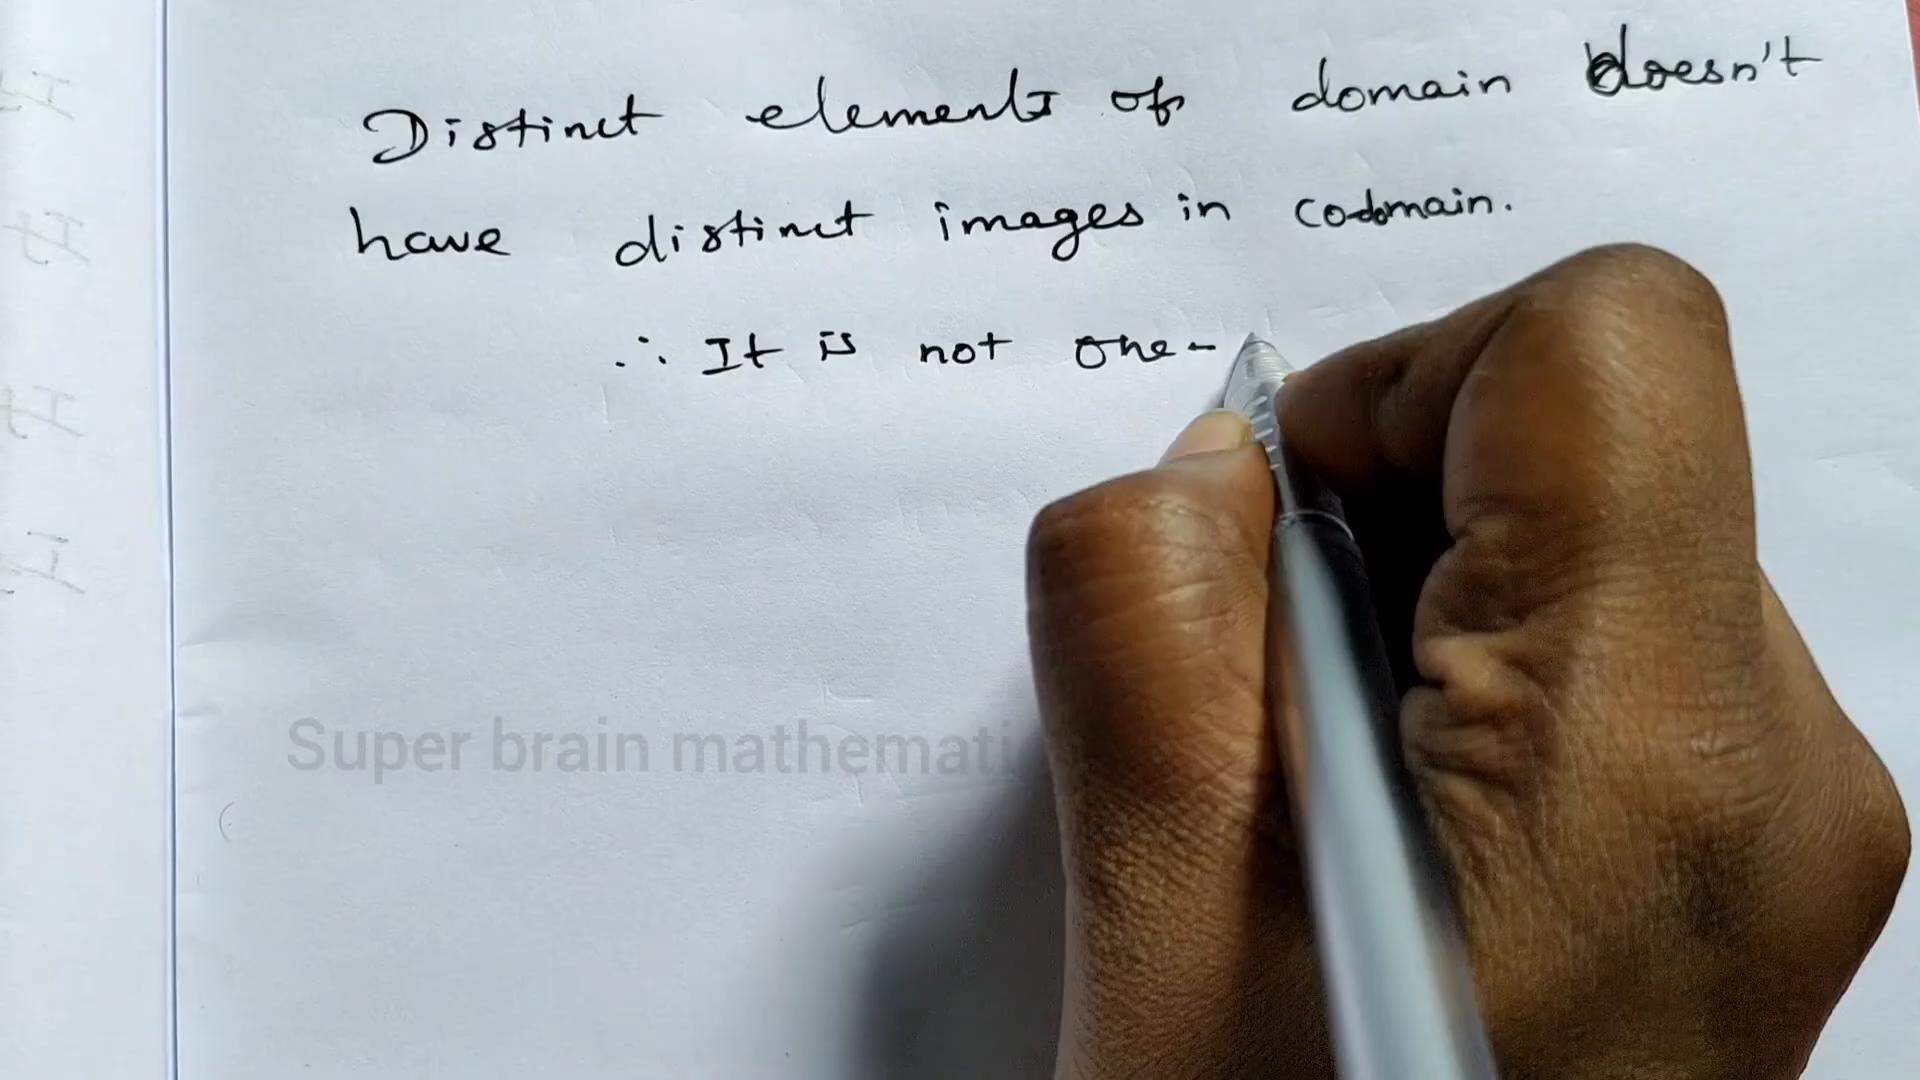 Distinct elements of domain doesn't
have distinct images in codomain.
∴ It is not one-
Super brain mathemati